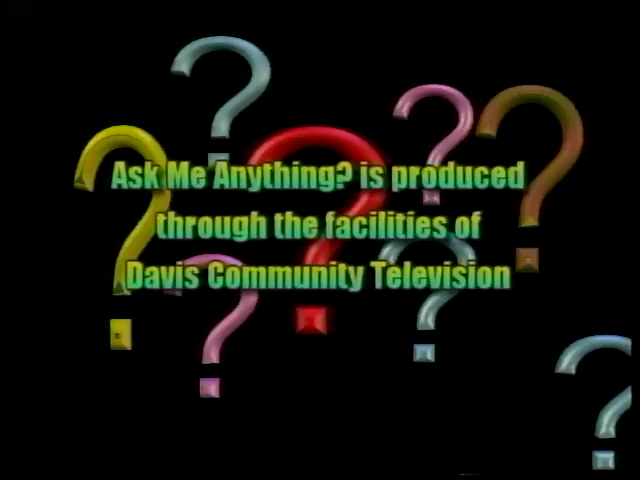 Ask Me Anything? is produced
through the facilities of
Davis Community Television